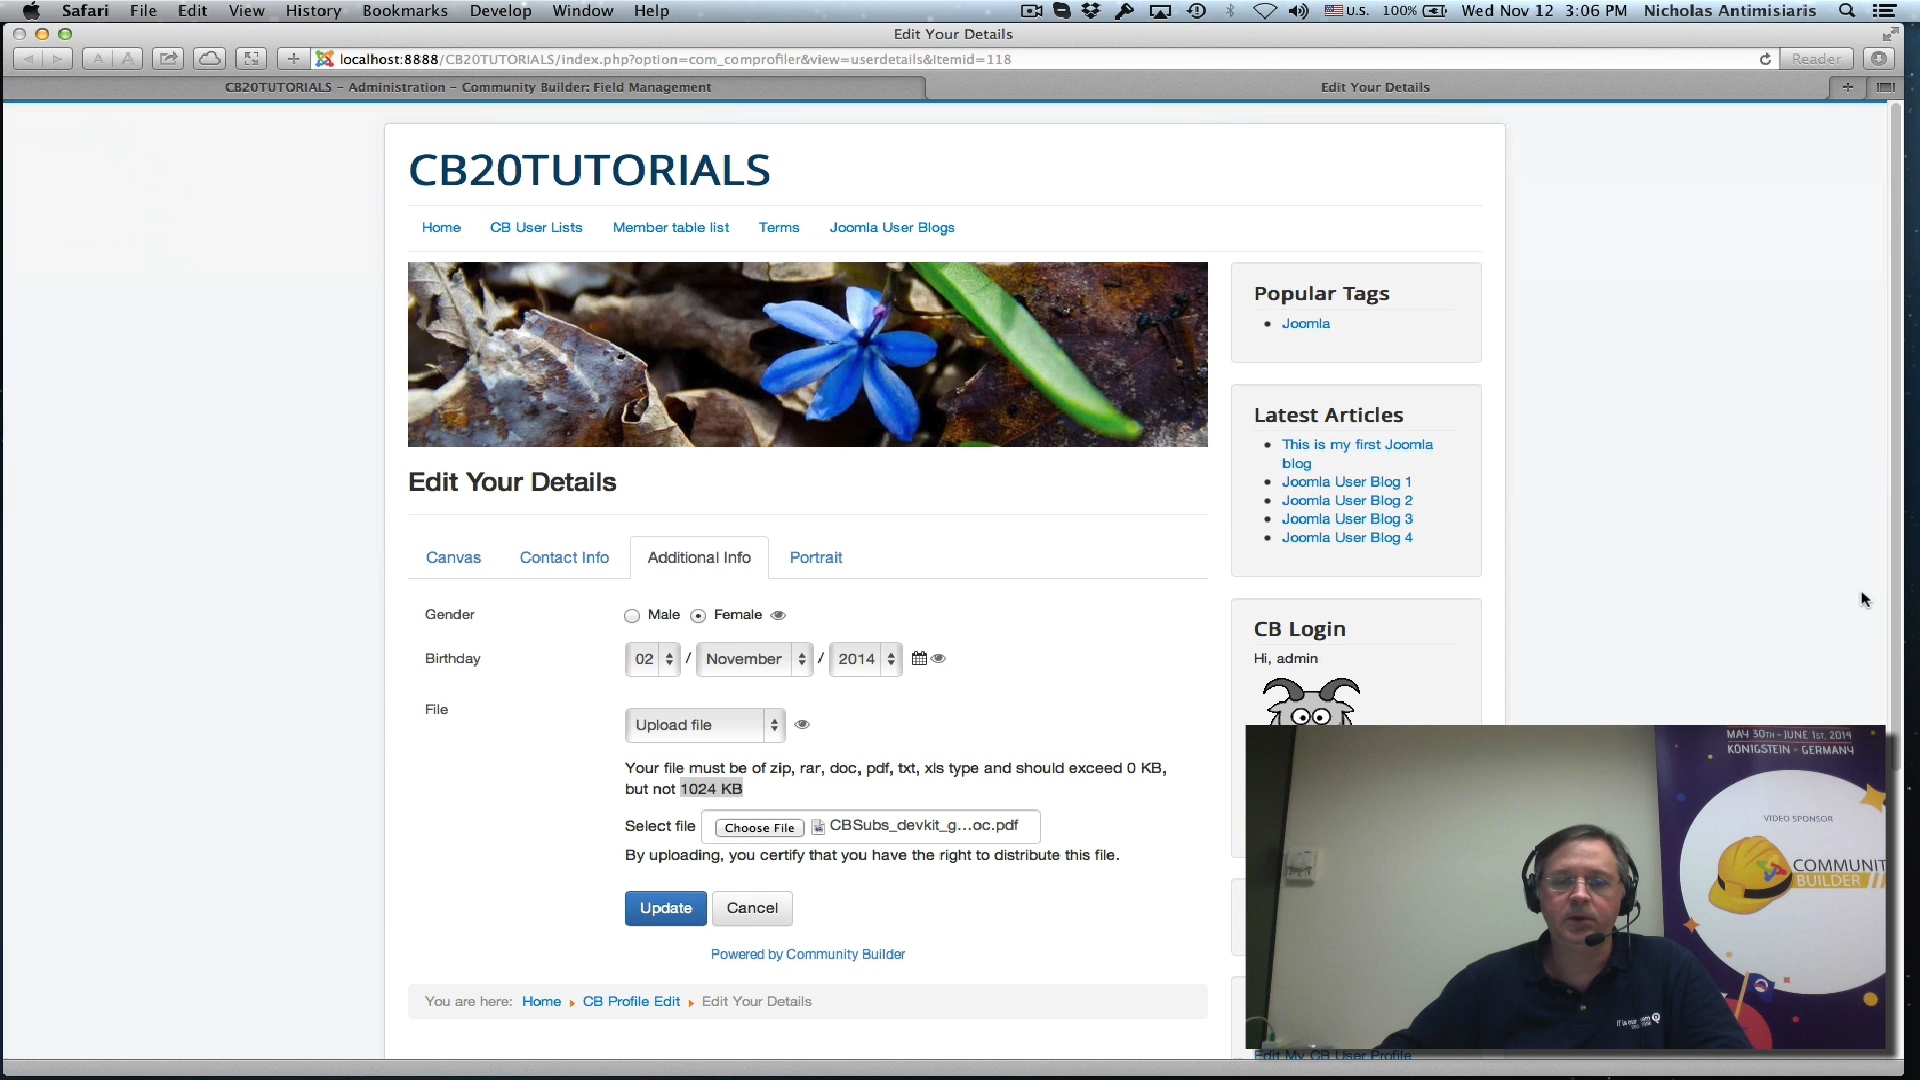 Safari File Edit View History Bookmarks Develop Window Help U.S. 100% Wed Nov 12 3:06 PM Nicholas Antimisiaris
Edit Your Details
localhost:8888/CB20TUTORIALS/index.php?option=com_comprofiler&view=userdetails&Itemid=118 Reader
CB20TUTORIALS – Administration – Community Builder: Field Management Edit Your Details
CB20TUTORIALS
Home CB User Lists Member table list Terms Joomla User Blogs
Popular Tags
Joomla
Latest Articles
This is my first Joomla
blog
Joomla User Blog 1
Joomla User Blog 2
Joomla User Blog 3
Joomla User Blog 4
Edit Your Details
Canvas Contact Info Additional Info Portrait
Gender Male Female
Birthday 02 / November / 2014
File
Upload file
Your file must be of zip, rar, doc, pdf, txt, xls type and should exceed 0 KB,
but not 1024 KB
Select file Choose File CBSubs_devkit_g...oc.pdf
By uploading, you certify that you have the right to distribute this file.
Update Cancel
Powered by Community Builder
You are here: Home CB Profile Edit Edit Your Details
CB Login
Hi, admin
MAY 30TH - JUNE 1ST, 2014
KÖNIGSTEIN - GERMANY
VIDEO SPONSOR
COMMUNIT
BUILDER
Edit My CB User Profile